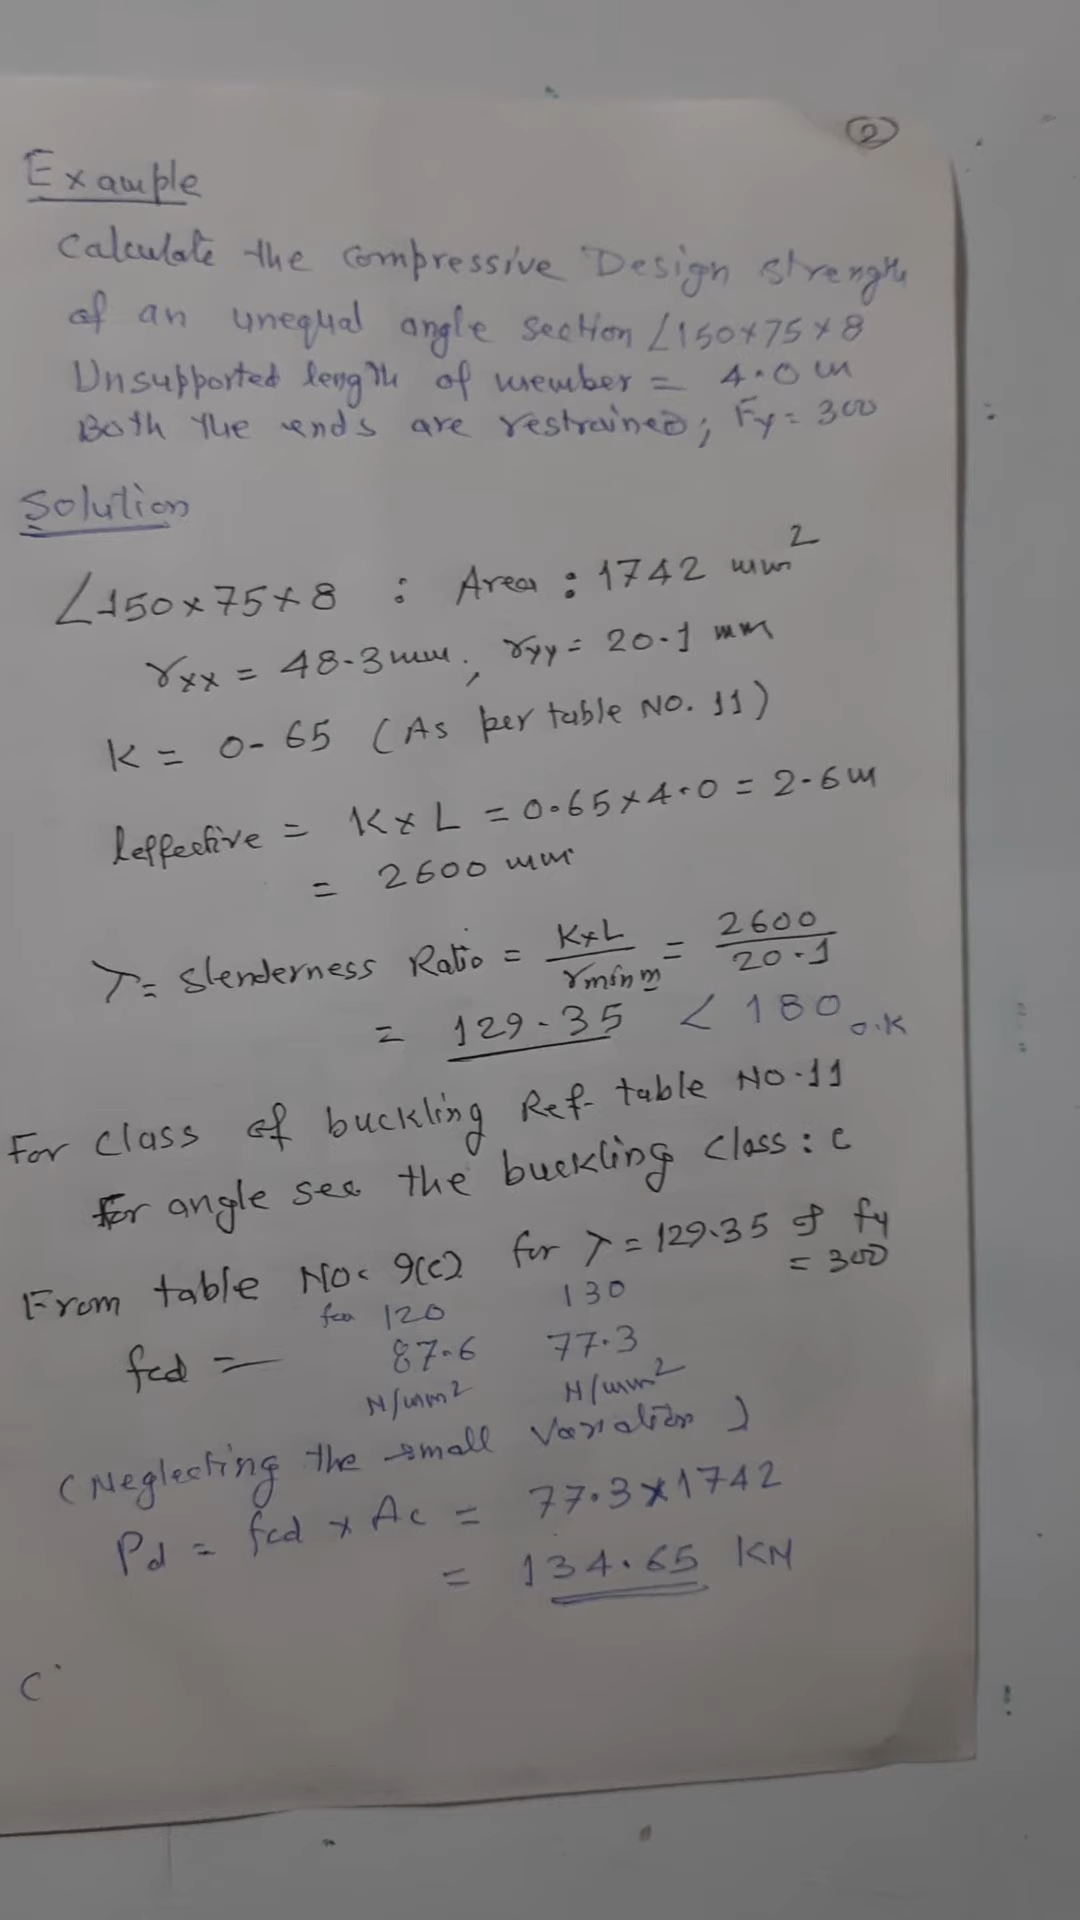 2
Example
Calculate the Compressive Design strength
of an unequal angle section ∠150×75×8
Unsupported length of member = 4.0 m
Both the ends are restrained; Fy = 300
Solution
∠150×75×8 : Area : 1742 mm²
rxx = 48.3 mm; ryy = 20.1 mm
K = 0.65 (As per table No. 11)
leffective = K×L = 0.65×4.0 = 2.6 m
= 2600 mm
λ = Slenderness Ratio = K×L / rminm = 2600 / 20.1
= 129.35 < 180 o.K
For class of buckling Ref. table No. 11
For angle see the buckling class : c
From table No. 9(c) for λ = 129.35 & fy = 300
for 120 130
fcd = 87.6 77.3
N/mm² N/mm²
(Neglecting the small Variation)
Pd = fcd × Ac = 77.3×1742
= 134.65 KN
(